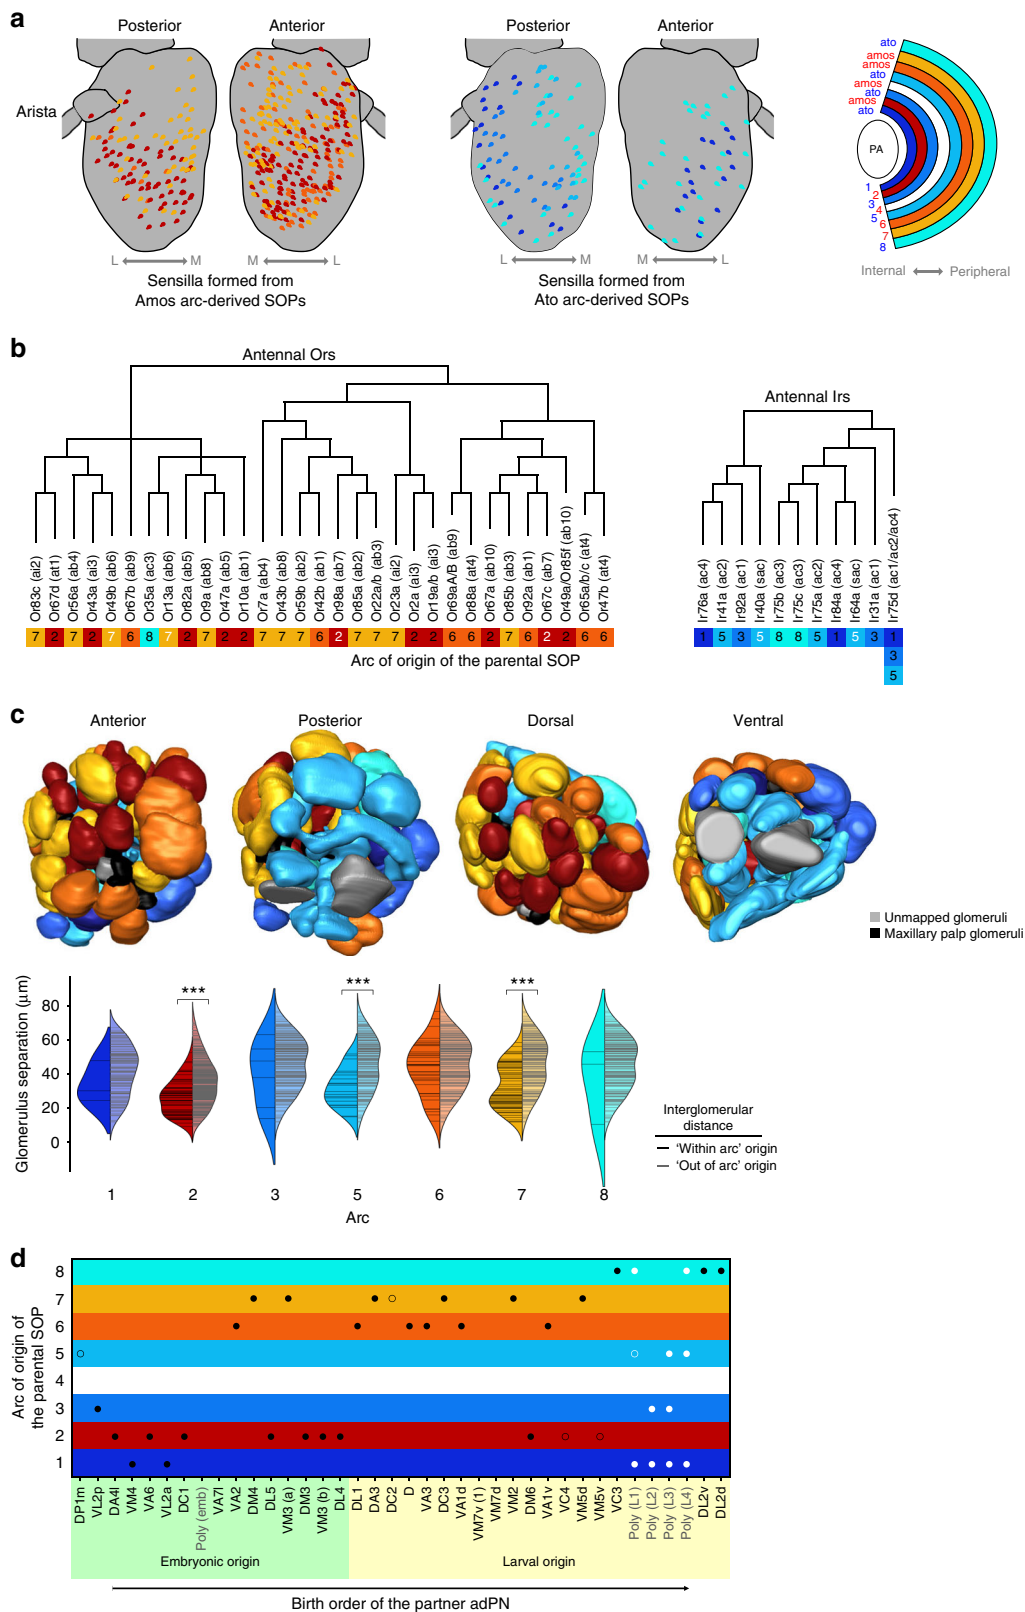 a
Posterior
Anterior
Arista
L
M
M
L
Sensilla formed from
Amos arc-derived SOPs
Posterior
Anterior
L
M
M
L
Sensilla formed from
Ato arc-derived SOPs
ato
amos
amos
ato
amos
ato
amos
ato
PA
1
2
3
4
5
6
7
8
Internal
Peripheral
b
Antennal Ors
Or83c (ai2)
Or67d (at1)
Or56a (ab4)
Or43a (ai3)
Or49b (ab6)
Or67b (ab9)
Or35a (ac3)
Or13a (ab6)
Or82a (ab5)
Or9a (ab8)
Or47a (ab5)
Or10a (ab1)
Or7a (ab4)
Or43b (ab8)
Or59b (ab2)
Or42b (ab1)
Or98a (ab7)
Or85a (ab2)
Or22a/b (ab3)
Or23a (ai2)
Or2a (ai3)
Or19a/b (ai3)
Or69aA/B (ab9)
Or88a (at4)
Or67a (ab10)
Or85b (ab3)
Or92a (ab1)
Or67c (ab7)
Or49a/Or85f (ab10)
Or65a/b/c (at4)
Or47b (at4)
7 2 7 2 7 6 8 7 2 7 2 2 7 7 7 6 2 7 7 7 2 2 6 6 2 7 6 2 2 6 6
Arc of origin of the parental SOP
Antennal Irs
Ir76a (ac4)
Ir41a (ac2)
Ir92a (ac1)
Ir40a (sac)
Ir75b (ac3)
Ir75c (ac3)
Ir75a (ac2)
Ir84a (ac4)
Ir64a (sac)
Ir31a (ac1)
Ir75d (ac1/ac2/ac4)
1 5 3 5 8 8 5 1 5 3 1
3
5
c
Anterior
Posterior
Dorsal
Ventral
Unmapped glomeruli
Maxillary palp glomeruli
Glomerulus separation (μm)
80
60
40
20
0
***
***
***
1 2 3 5 6 7 8
Arc
Interglomerular
distance
‘Within arc’ origin
‘Out of arc’ origin
d
Arc of origin of
the parental SOP
8
7
6
5
4
3
2
1
DP1m
VL2p
DA4l
VM4
VA6
VL2a
DC1
Poly (emb)
VA7l
VA2
DM4
DL5
VM3 (a)
DM3
VM3 (b)
DL4
DL1
DA3
DC2
D
VA3
DC3
VA1d
VM7v (1)
VM7d
VM2
DM6
VA1v
VC4
VM5d
VM5v
VC3
Poly (L1)
Poly (L2)
Poly (L3)
Poly (L4)
DL2v
DL2d
Embryonic origin
Larval origin
Birth order of the partner adPN